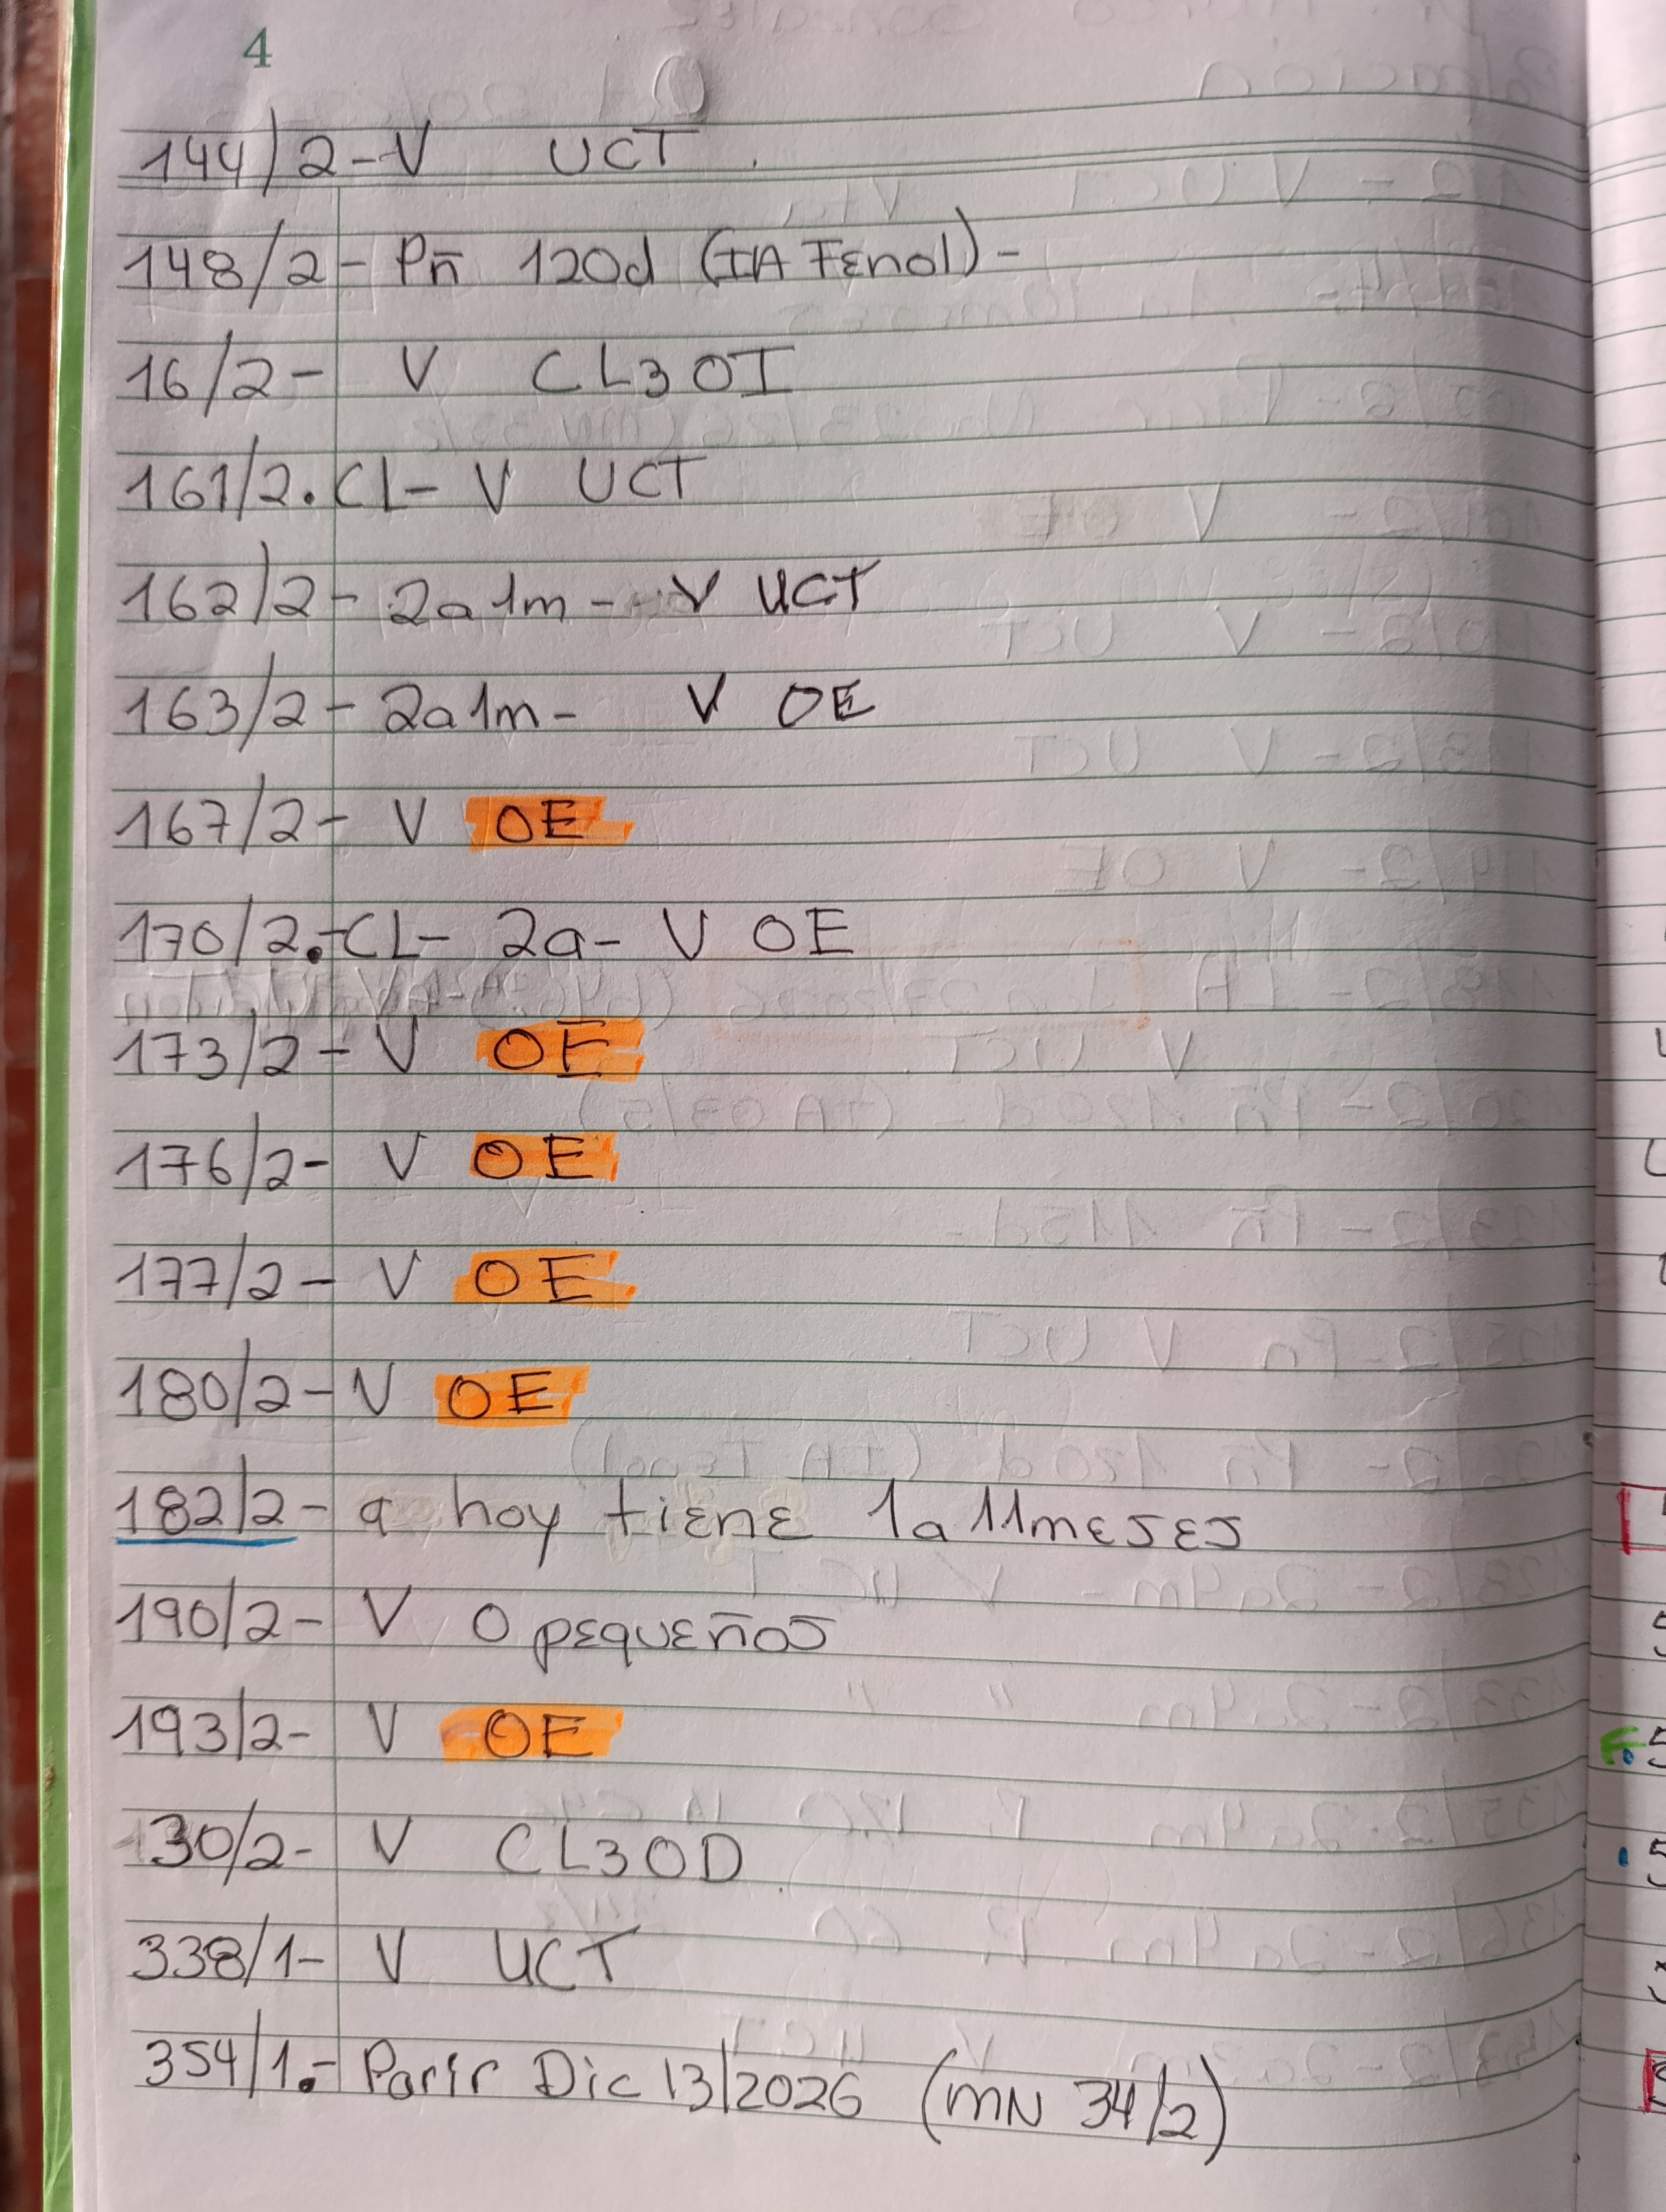 4
144/2-V UCT
148/2- Pñ 120d (IA FEnol)-
16/2- V CL3OI
161/2.CL- V UCT
162/2- 2a1m- V UCT
163/2- 2a1m- V OE
167/2- V OE
170/2.-CL- 2a- V OE
173/2- V OE
176/2- V OE
177/2- V OE
180/2-V OE
182/2- a hoy tiENE 1a 11mESES
190/2- V O pEquEños
193/2- V OE
30/2- V CL3OD
338/1- V UCT
354/1.- Parir Dic 13/2026 (MN 34/2)